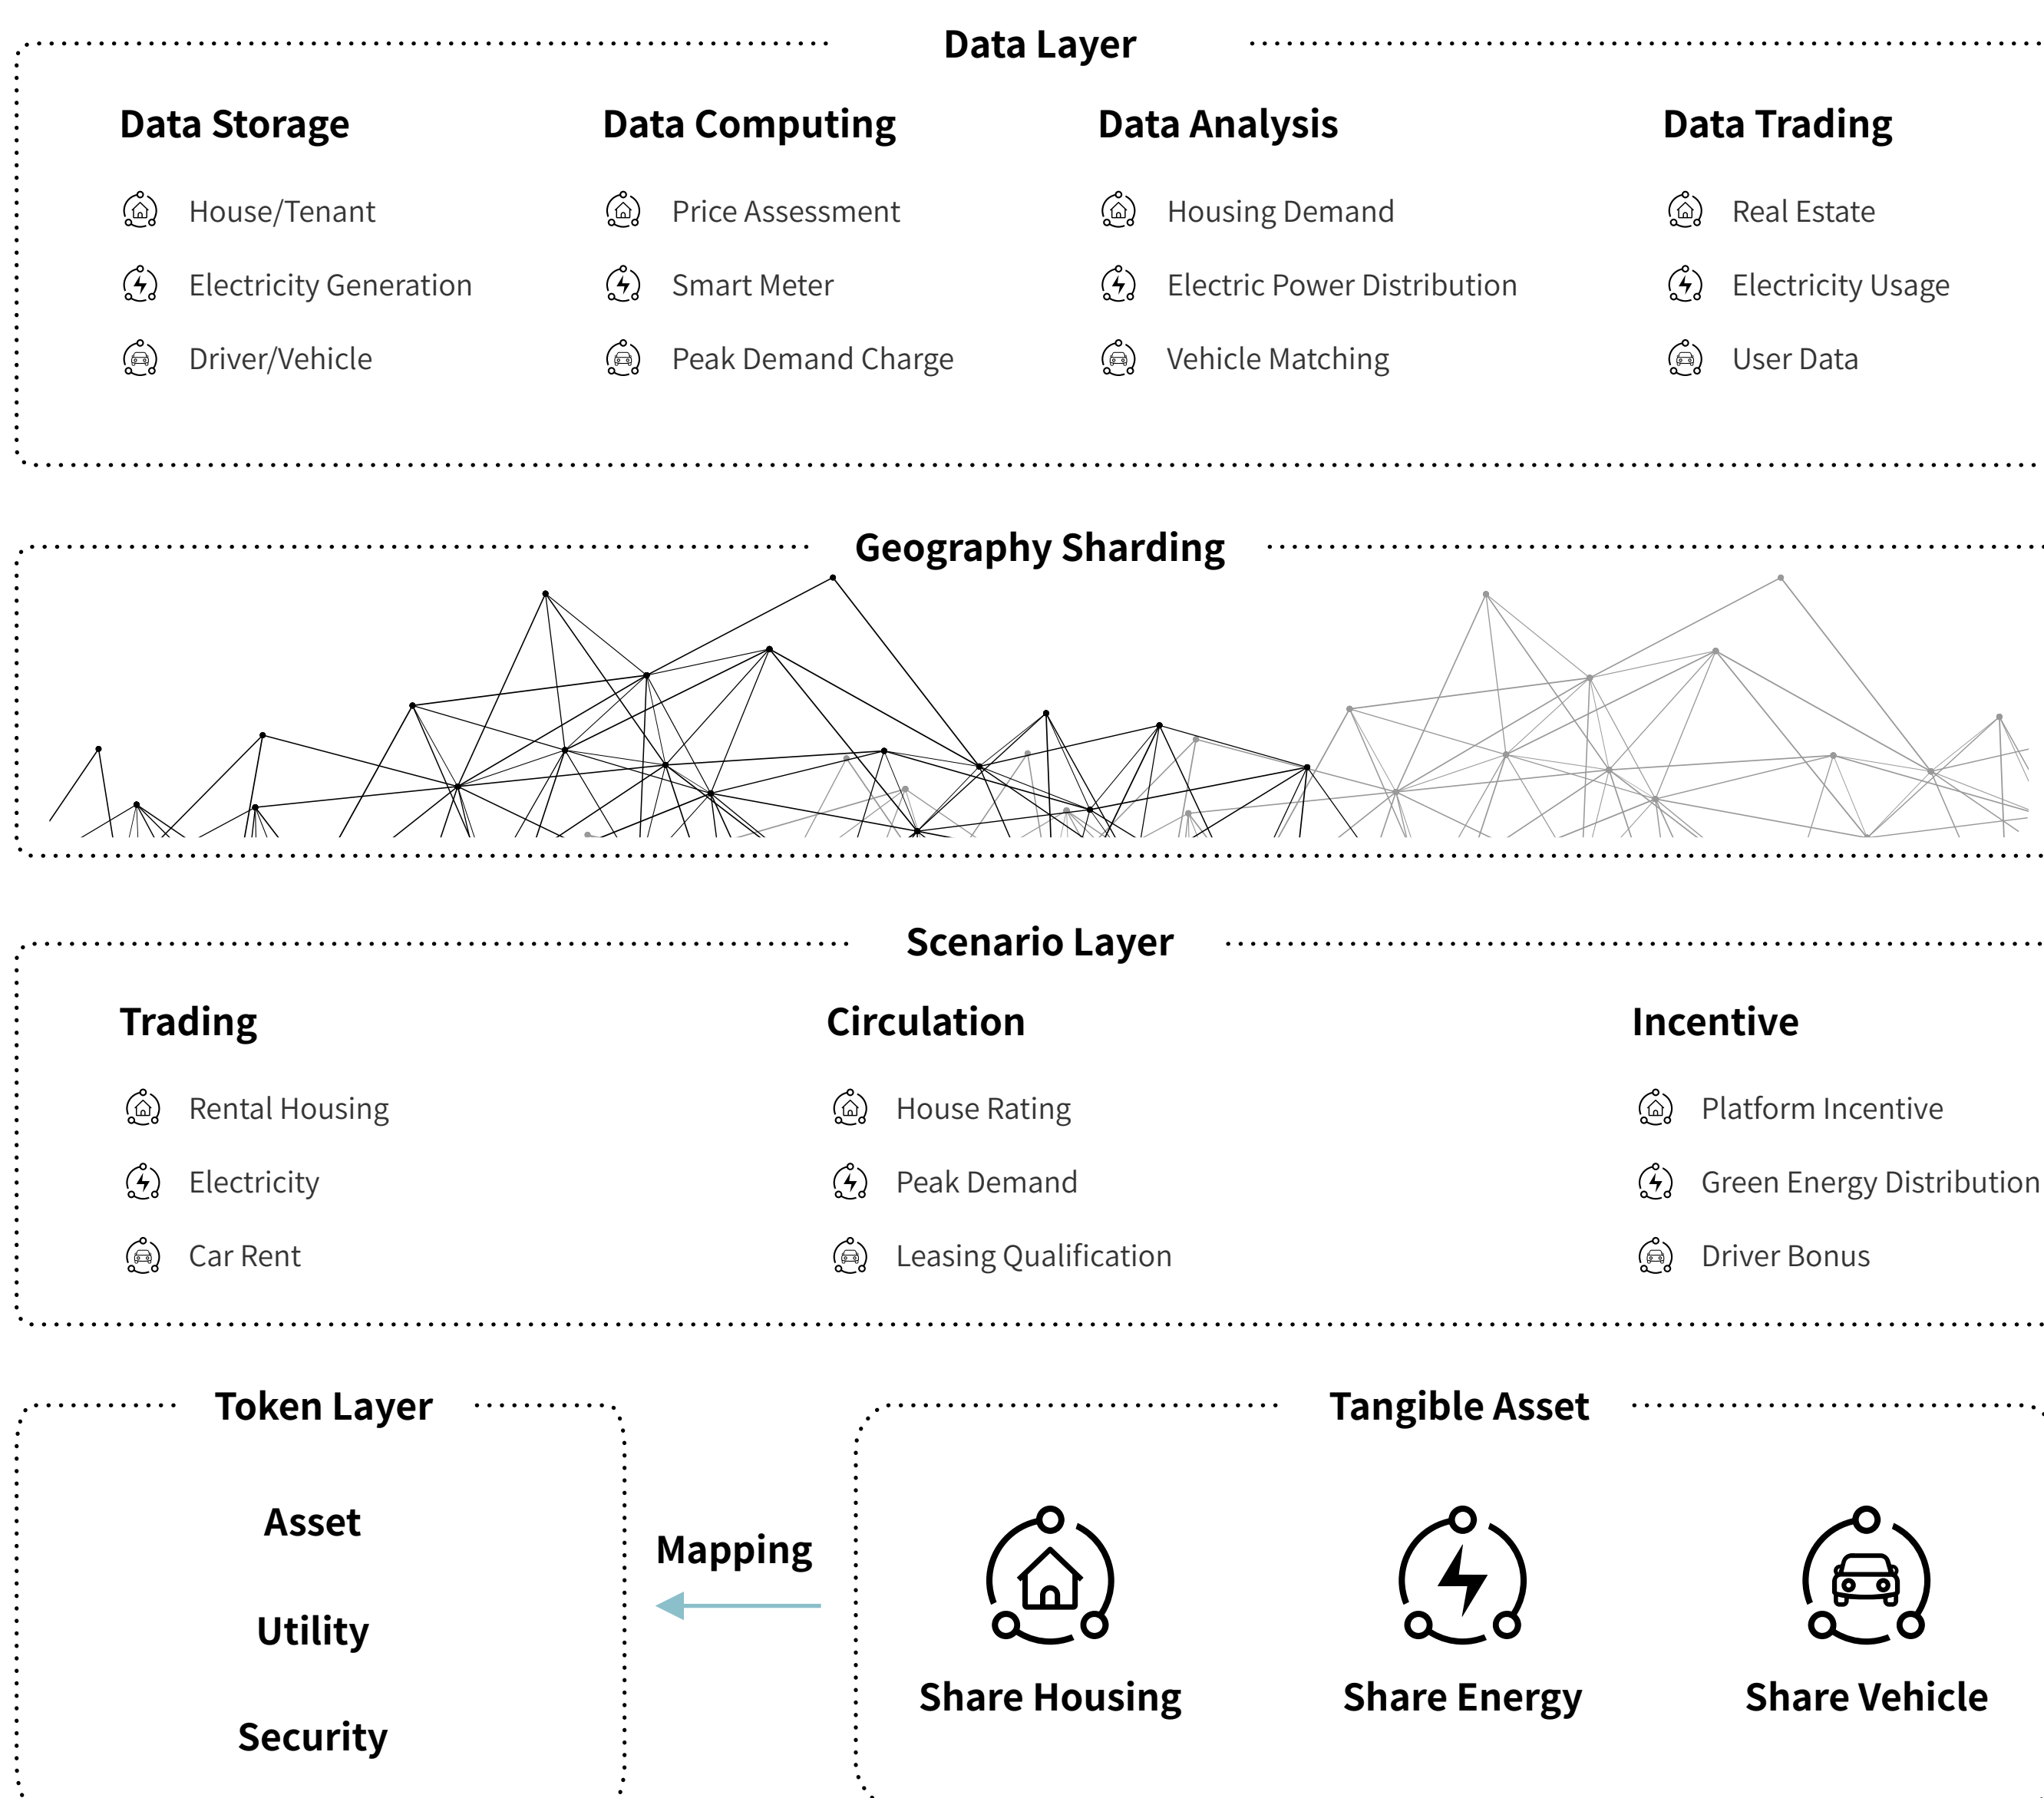 Data Layer
Data Storage
House/Tenant
Electricity Generation
Driver/Vehicle
Data Computing
Price Assessment
Smart Meter
Peak Demand Charge
Data Analysis
Housing Demand
Electric Power Distribution
Vehicle Matching
Data Trading
Real Estate
Electricity Usage
User Data
Geography Sharding
Scenario Layer
Trading
Rental Housing
Electricity
Car Rent
Circulation
House Rating
Peak Demand
Leasing Qualification
Incentive
Platform Incentive
Green Energy Distribution
Driver Bonus
Token Layer
Asset
Utility
Security
Mapping
Tangible Asset
Share Housing
Share Energy
Share Vehicle